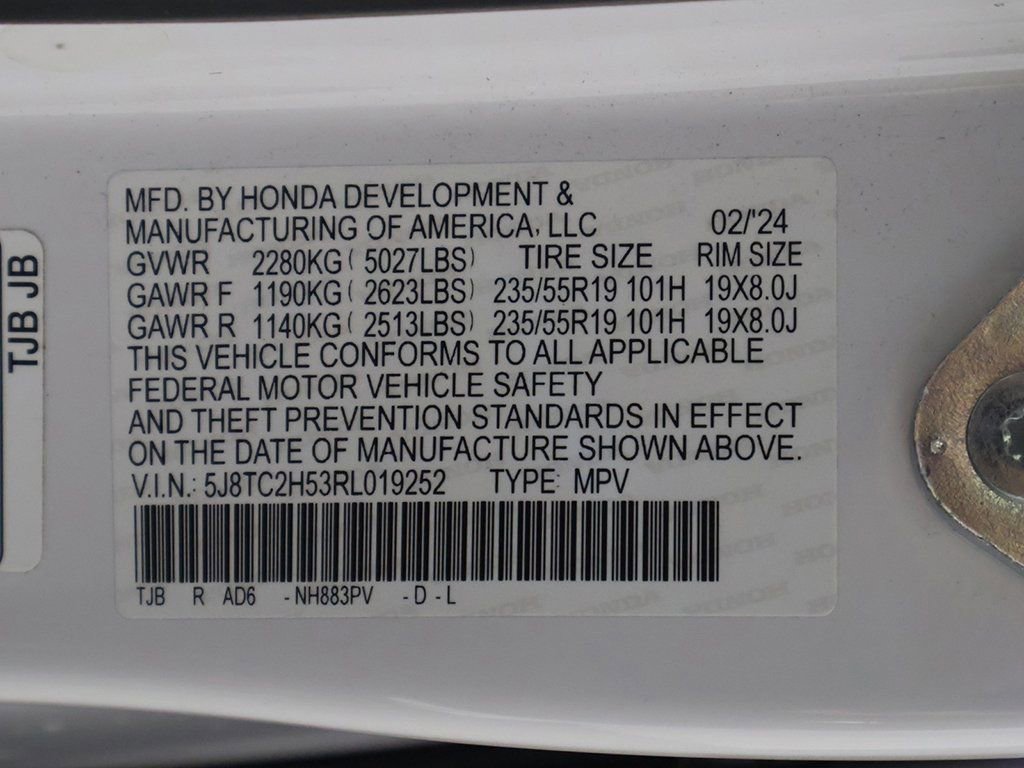 MFD. BY HONDA DEVELOPMENT &
MANUFACTURING OF AMERICA, LLC 02/'24
GVWR 2280KG ( 5027LBS) TIRE SIZE RIM SIZE
GAWR F 1190KG ( 2623LBS) 235/55R19 101H 19X8.0J
GAWR R 1140KG ( 2513LBS) 235/55R19 101H 19X8.0J
THIS VEHICLE CONFORMS TO ALL APPLICABLE
FEDERAL MOTOR VEHICLE SAFETY
AND THEFT PREVENTION STANDARDS IN EFFECT
ON THE DATE OF MANUFACTURE SHOWN ABOVE.
V.I.N.: 5J8TC2H53RL019252 TYPE: MPV
TJB R AD6 -NH883PV -D-L
TJB JB